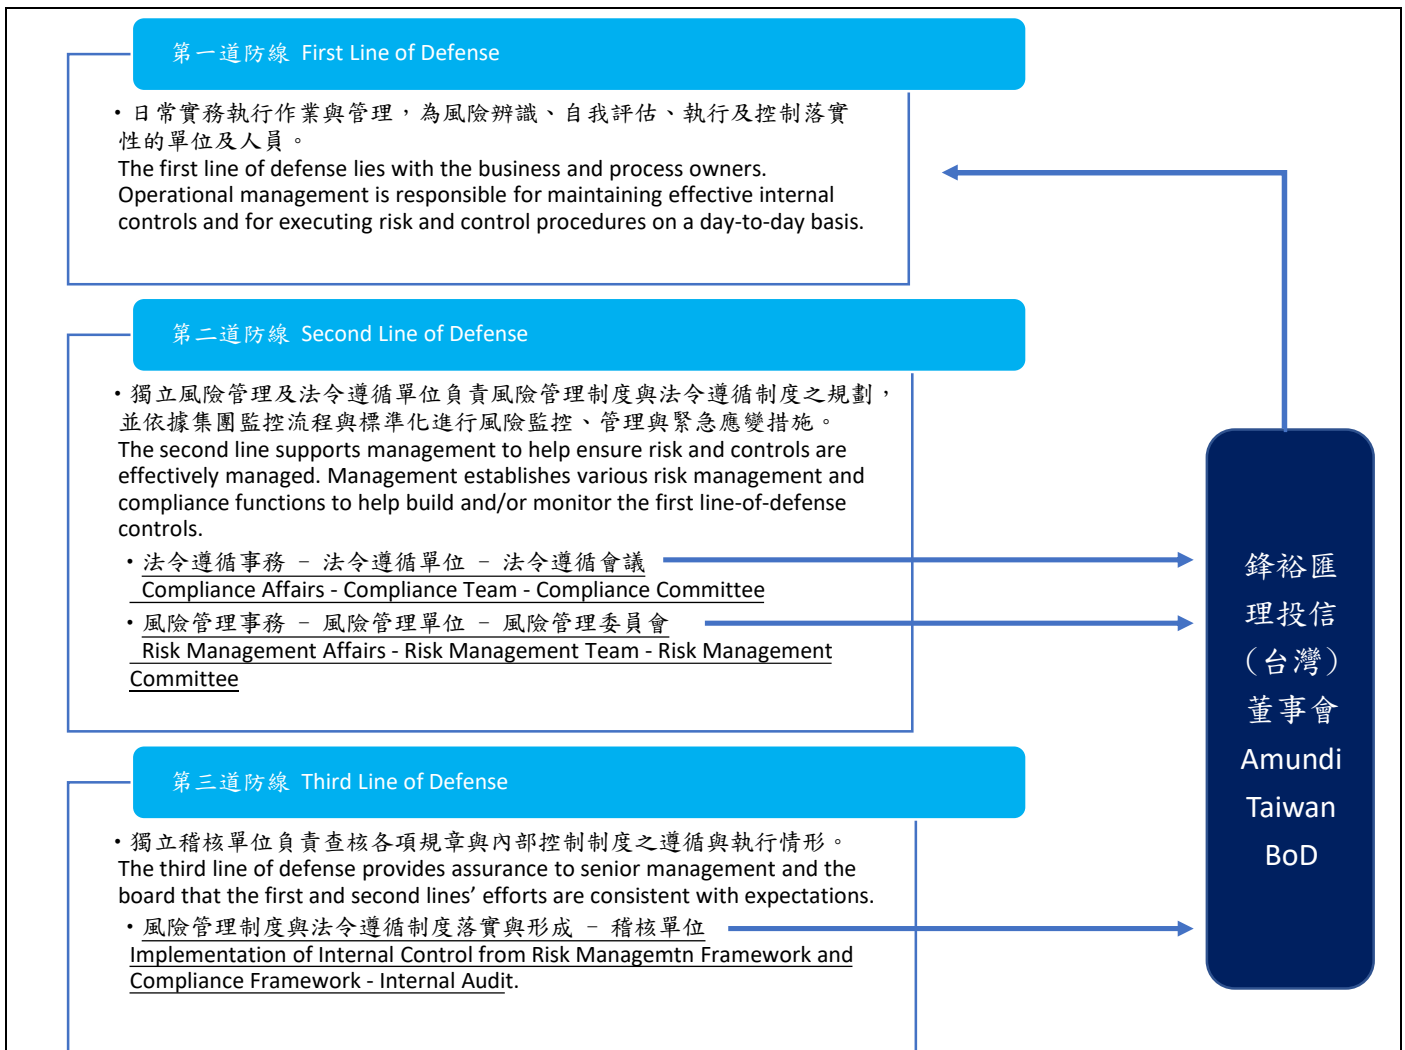 第一道防線 First Line of Defense
・日常實務執行作業與管理，為風險辨識、自我評估、執行及控制落實
性的單位及人員。
The first line of defense lies with the business and process owners.
Operational management is responsible for maintaining effective internal
controls and for executing risk and control procedures on a day-to-day basis.
第二道防線 Second Line of Defense
・獨立風險管理及法令遵循單位負責風險管理制度與法令遵循制度之規劃，
並依據集團監控流程與標準化進行風險監控、管理與緊急應變措施。
The second line supports management to help ensure risk and controls are
effectively managed. Management establishes various risk management and
compliance functions to help build and/or monitor the first line-of-defense
controls.
・法令遵循事務 - 法令遵循單位 - 法令遵循會議
Compliance Affairs - Compliance Team - Compliance Committee
・風險管理事務 - 風險管理單位 - 風險管理委員會
Risk Management Affairs - Risk Management Team - Risk Management
Committee
第三道防線 Third Line of Defense
・獨立稽核單位負責查核各項規章與內部控制制度之遵循與執行情形。
The third line of defense provides assurance to senior management and the
board that the first and second lines’ efforts are consistent with expectations.
・風險管理制度與法令遵循制度落實與形成 - 稽核單位
Implementation of Internal Control from Risk Managemtn Framework and
Compliance Framework - Internal Audit.
鋒裕匯
理投信
（台灣）
董事會
Amundi
Taiwan
BoD